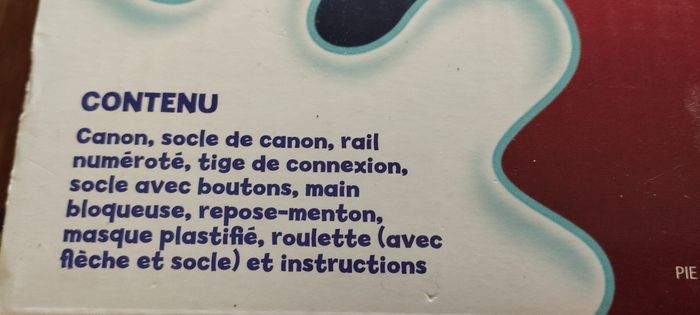 CONTENU
Canon, socle de canon, rail
numéroté, tige de connexion,
socle avec boutons, main
bloqueuse, repose-menton,
masque plastifié, roulette (avec
flèche et socle) et instructions
PIE